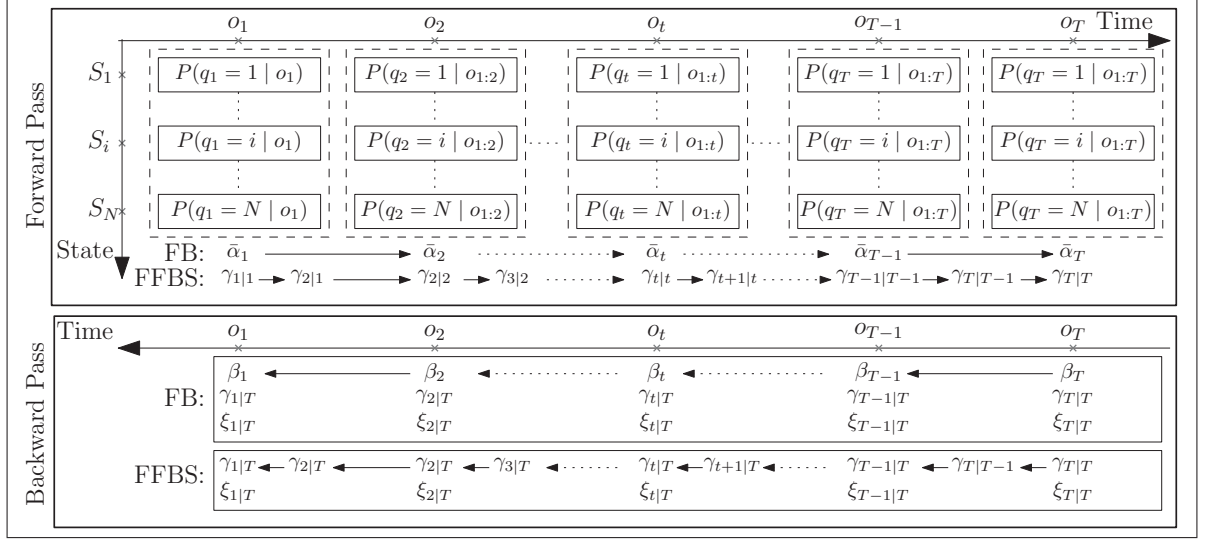 o_1 o_2 o_t o_{T−1} o_T Time
Forward Pass
S_1 P(q_1 = 1 | o_1) P(q_2 = 1 | o_{1:2}) P(q_t = 1 | o_{1:t}) P(q_T = 1 | o_{1:T}) P(q_T = 1 | o_{1:T})
S_i P(q_1 = i | o_1) P(q_2 = i | o_{1:2}) P(q_t = i | o_{1:t}) P(q_T = i | o_{1:T}) P(q_T = i | o_{1:T})
S_N P(q_1 = N | o_1) P(q_2 = N | o_{1:2}) P(q_t = N | o_{1:t}) P(q_T = N | o_{1:T}) P(q_T = N | o_{1:T})
State FB: ᾱ_1 ᾱ_2 ᾱ_t ᾱ_{T−1} ᾱ_T
FFBS: γ_{1|1} γ_{2|1} γ_{2|2} γ_{3|2} γ_{t|t} γ_{t+1|t} γ_{T−1|T−1} γ_{T|T−1} γ_{T|T}
Time o_1 o_2 o_t o_{T−1} o_T
Backward Pass
β_1 β_2 β_t β_{T−1} β_T
FB: γ_{1|T} γ_{2|T} γ_{t|T} γ_{T−1|T} γ_{T|T}
ξ_{1|T} ξ_{2|T} ξ_{t|T} ξ_{T−1|T} ξ_{T|T}
FFBS: γ_{1|T} γ_{2|T} γ_{2|T} γ_{3|T} γ_{t|T} γ_{t+1|T} γ_{T−1|T} γ_{T|T−1} γ_{T|T}
ξ_{1|T} ξ_{2|T} ξ_{t|T} ξ_{T−1|T} ξ_{T|T}